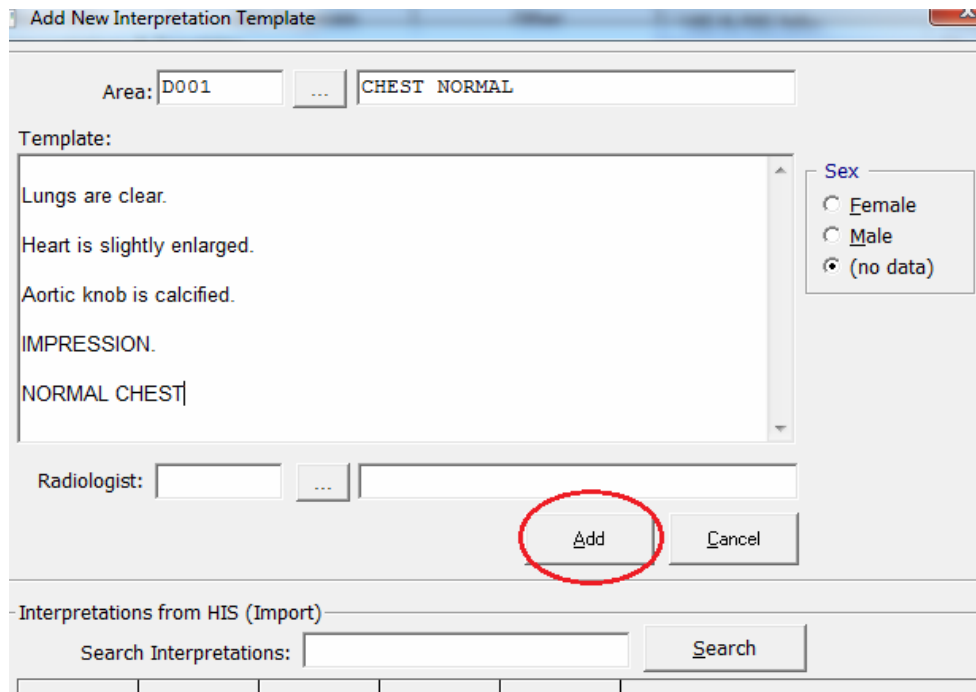 Add New Interpretation Template
Area: D001 ... CHEST NORMAL
Template:
Lungs are clear.
Heart is slightly enlarged.
Aortic knob is calcified.
IMPRESSION.
NORMAL CHEST
Sex
Female
Male
(no data)
Radiologist: ...
Add Cancel
Interpretations from HIS (Import)
Search Interpretations: Search